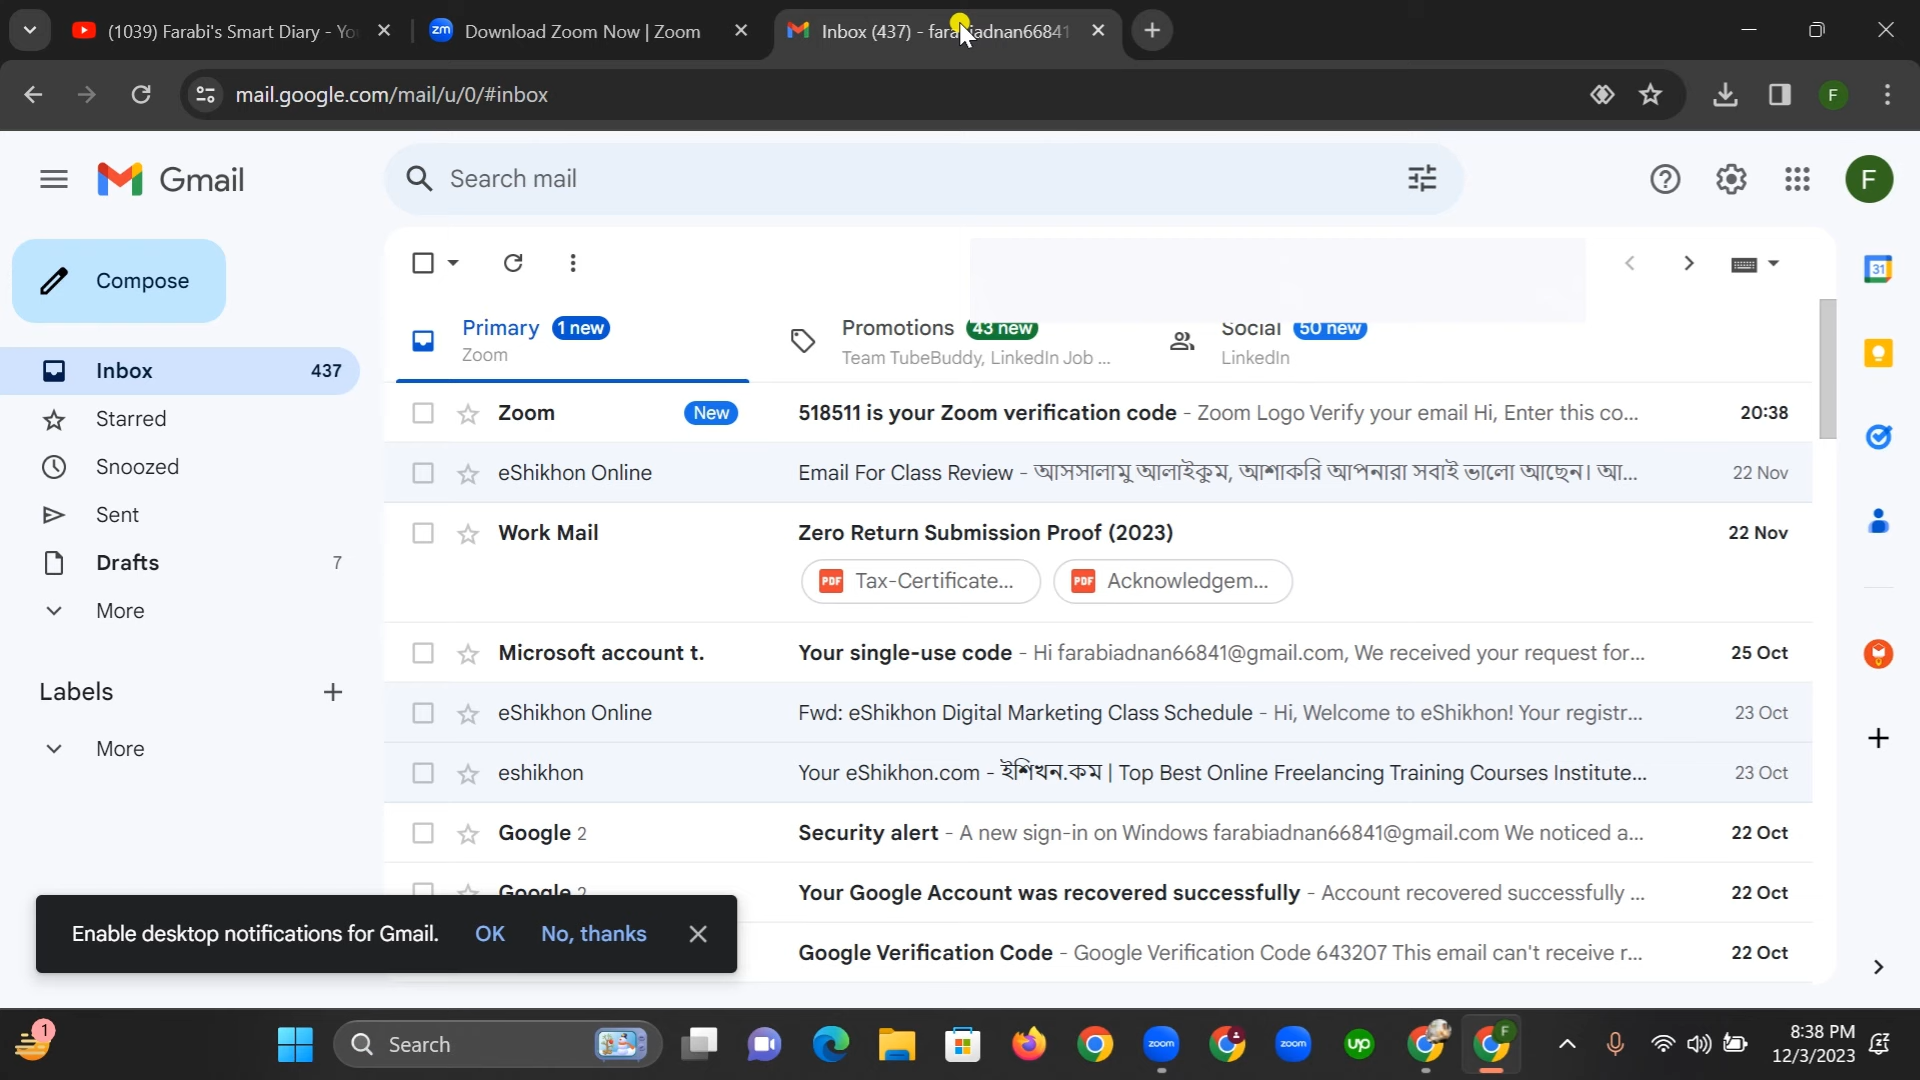 (1039) Farabi's Smart Diary - Yo
Download Zoom Now | Zoom
Inbox (437) - farabiadnan66841
mail.google.com/mail/u/0/#inbox
F
Gmail
Search mail
F
Compose
31
Primary 1 new
Zoom
Promotions 43 new
Team TubeBuddy, LinkedIn Job ...
Social 50 new
LinkedIn
Inbox 437
Starred
Snoozed
Sent
Drafts 7
More
Labels
More
Zoom New 518511 is your Zoom verification code - Zoom Logo Verify your email Hi, Enter this co... 20:38
eShikhon Online Email For Class Review - আসসালামু আলাইকুম, আশাকরি আপনারা সবাই ভালো আছেন। আ... 22 Nov
Work Mail Zero Return Submission Proof (2023) 22 Nov
PDF Tax-Certificate... PDF Acknowledgem...
Microsoft account t. Your single-use code - Hi farabiadnan66841@gmail.com, We received your request for... 25 Oct
eShikhon Online Fwd: eShikhon Digital Marketing Class Schedule - Hi, Welcome to eShikhon! Your registr... 23 Oct
eshikhon Your eShikhon.com - ইশিখন.কম | Top Best Online Freelancing Training Courses Institute... 23 Oct
Google 2 Security alert - A new sign-in on Windows farabiadnan66841@gmail.com We noticed a... 22 Oct
Google 2 Your Google Account was recovered successfully - Account recovered successfully ... 22 Oct
Google Verification Code - Google Verification Code 643207 This email can't receive r... 22 Oct
Enable desktop notifications for Gmail. OK No, thanks
1
Search
zoom
zoom
up
F
8:38 PM
12/3/2023